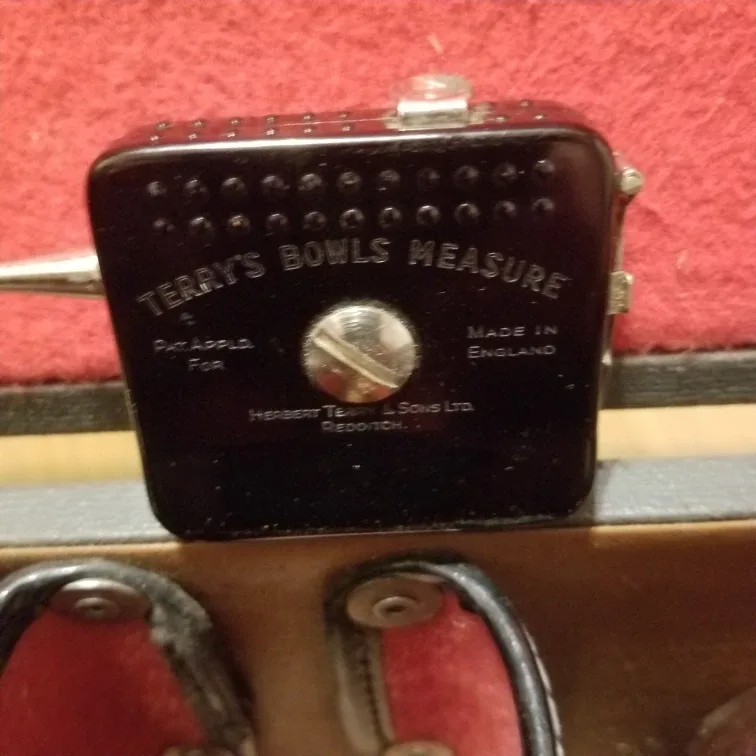 TERRY'S BOWLS MEASURE
PAT. APPLD.
FOR
MADE IN
ENGLAND
HERBERT TERRY & SONS LTD.
REDDITCH.